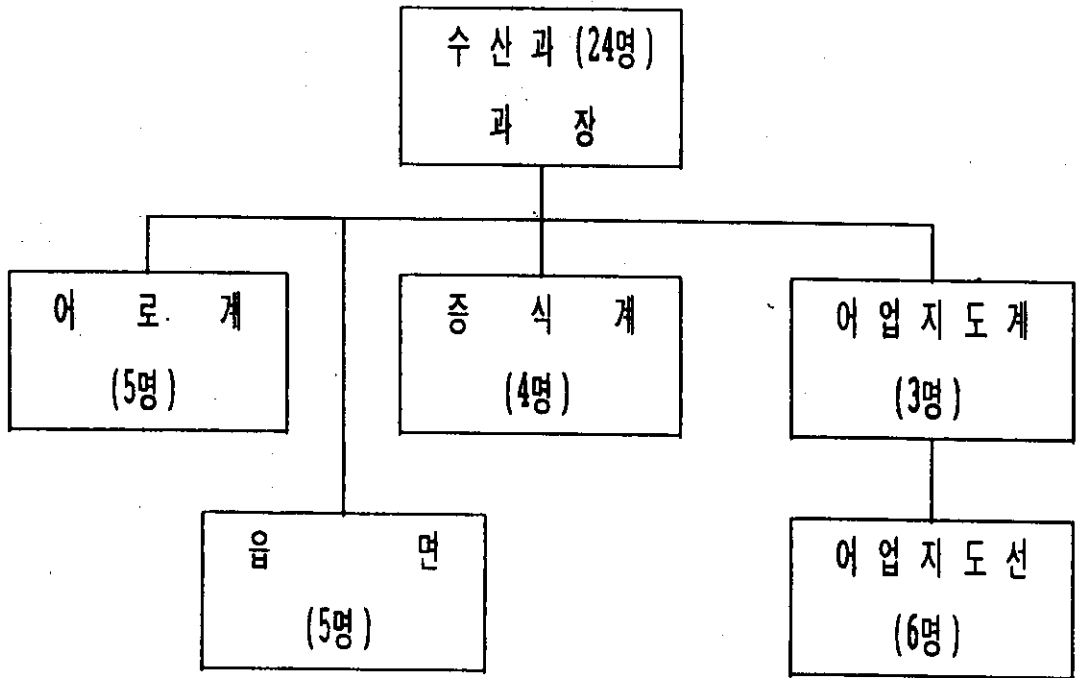 수 산 과 (24명)
과 장
어 로 계
(5명)
증 식 계
(4명)
어 업 지 도 계
(3명)
읍 면
(5명)
어 업 지 도 선
(6명)